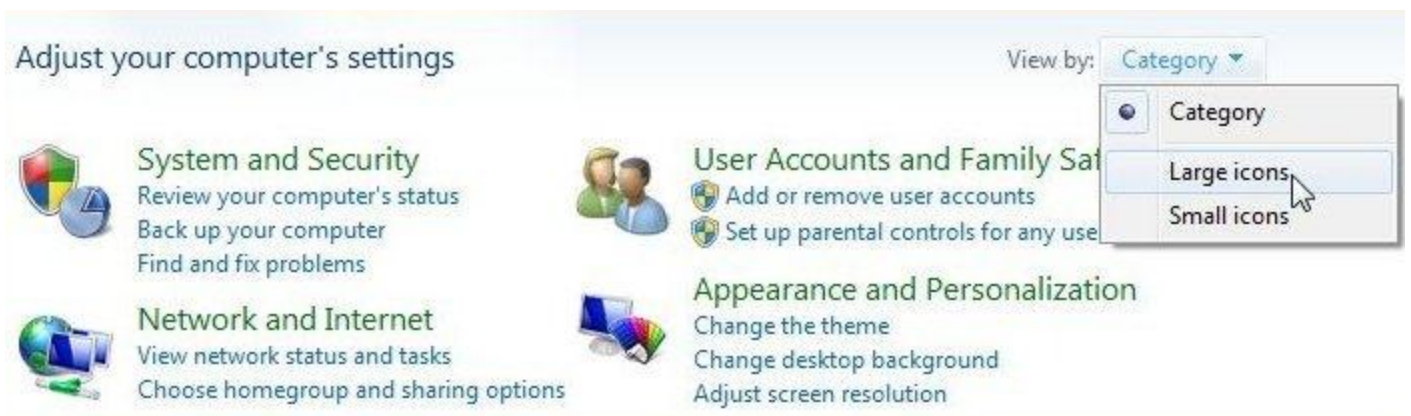 Adjust your computer's settings
View by: Category
Category
Large icons
Small icons
System and Security
Review your computer's status
Back up your computer
Find and fix problems
Network and Internet
View network status and tasks
Choose homegroup and sharing options
User Accounts and Family Saf
Add or remove user accounts
Set up parental controls for any use
Appearance and Personalization
Change the theme
Change desktop background
Adjust screen resolution